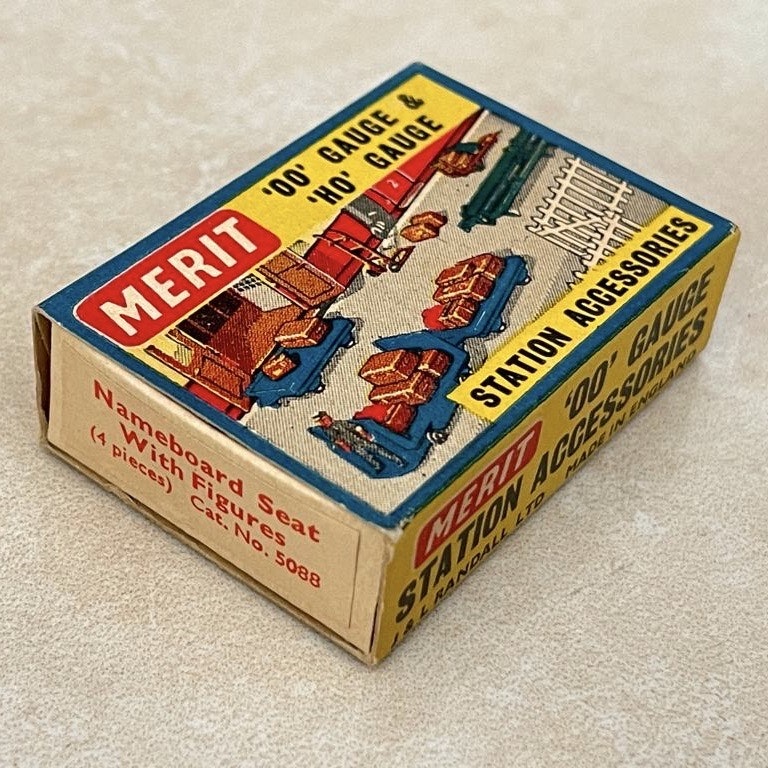 MERIT
'OO' GAUGE &
'HO' GAUGE
2
STATION ACCESSORIES
Nameboard Seat
With Figures
(4 pieces) Cat. No. 5088
MERIT 'OO' GAUGE
STATION ACCESSORIES
J. & L. RANDALL LTD MADE IN ENGLAND